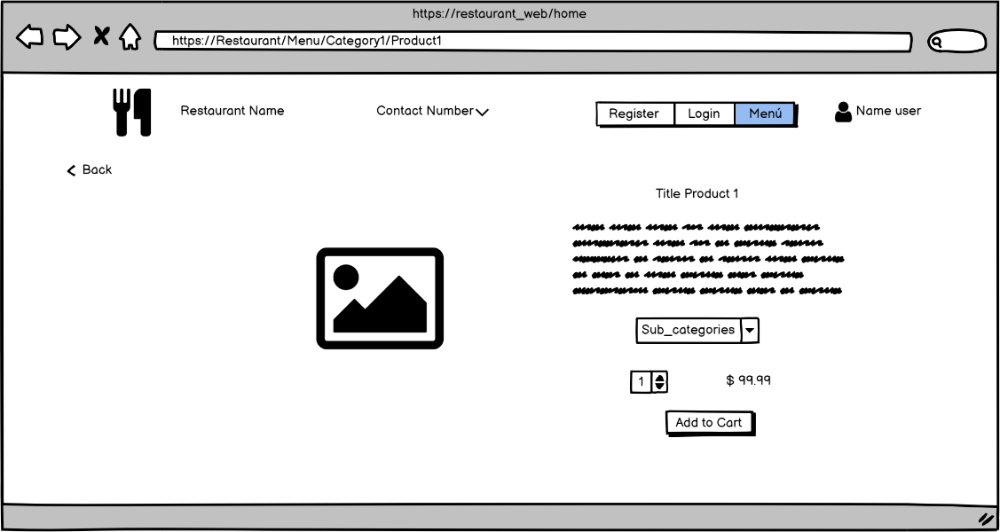 https://restaurant_web/home
https://Restaurant/Menu/Category1/Product1
Restaurant Name
Contact Number
Register
Login
Menú
Name user
Back
Title Product 1
Sub_categories
1
$ 99.99
Add to Cart